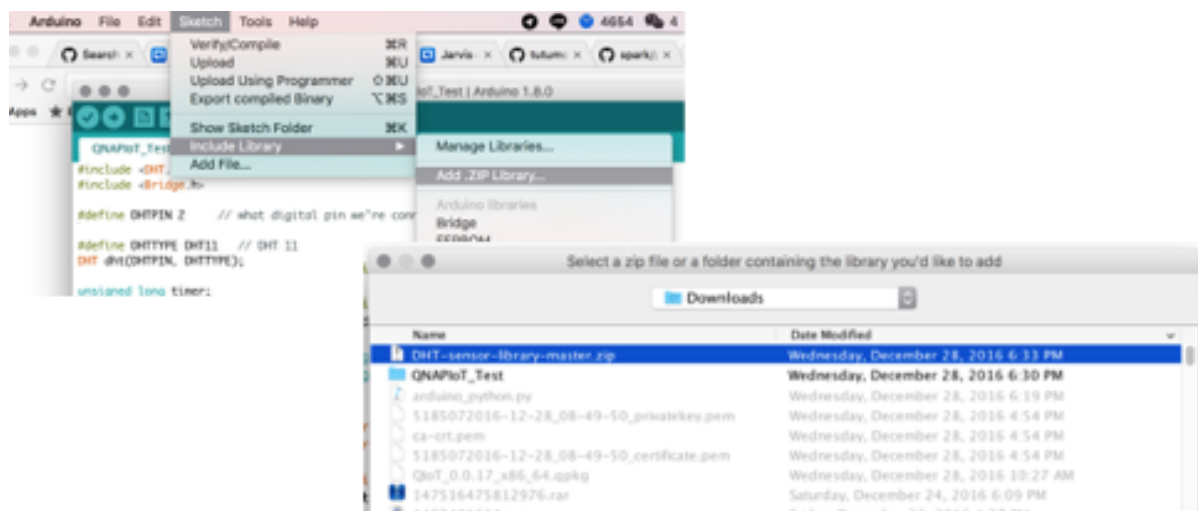 Arduino File Edit Sketch Tools Help 4654 4
Search Jarvis tutum spark
Apps
Verify/Compile ⌘R
Upload ⌘U
Upload Using Programmer ⇧⌘U
Export compiled Binary ⌥⌘S
Show Sketch Folder ⌘K
Include Library
Add File...
IoT_Test | Arduino 1.8.0
QNAPIoT_Test
Manage Libraries...
Add .ZIP Library...
Arduino libraries
Bridge
EEPROM
#include <DHT.
#include <Bridge.h>
#define DHTPIN 2 // what digital pin we're conn
#define DHTTYPE DHT11 // DHT 11
DHT dht(DHTPIN, DHTTYPE);
unsigned long timer;
Select a zip file or a folder containing the library you'd like to add
Downloads
Name Date Modified
DHT-sensor-library-master.zip Wednesday, December 28, 2016 6:33 PM
QNAPIoT_Test Wednesday, December 28, 2016 6:30 PM
arduino_python.py Wednesday, December 28, 2016 6:19 PM
5185072016-12-28_08-49-50_privatekey.pem Wednesday, December 28, 2016 4:54 PM
ca-crt.pem Wednesday, December 28, 2016 4:54 PM
5185072016-12-28_08-49-50_certificate.pem Wednesday, December 28, 2016 4:54 PM
QIoT_0.0.17_x86_64.qpkg Wednesday, December 28, 2016 10:27 AM
147516475812976.rar Saturday, December 24, 2016 6:09 PM